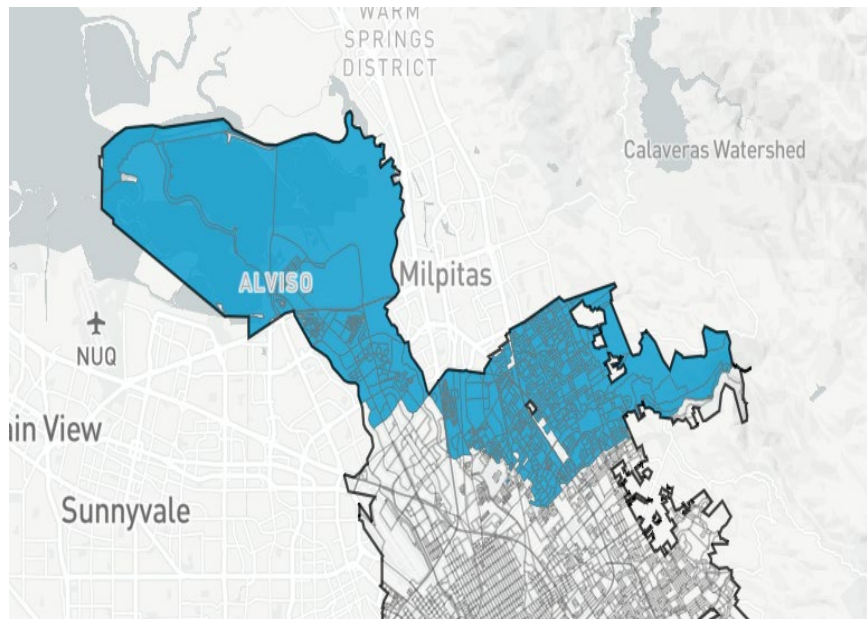 WARM
SPRINGS
DISTRICT
Calaveras Watershed
ALVISO
Milpitas
NUQ
in View
Sunnyvale